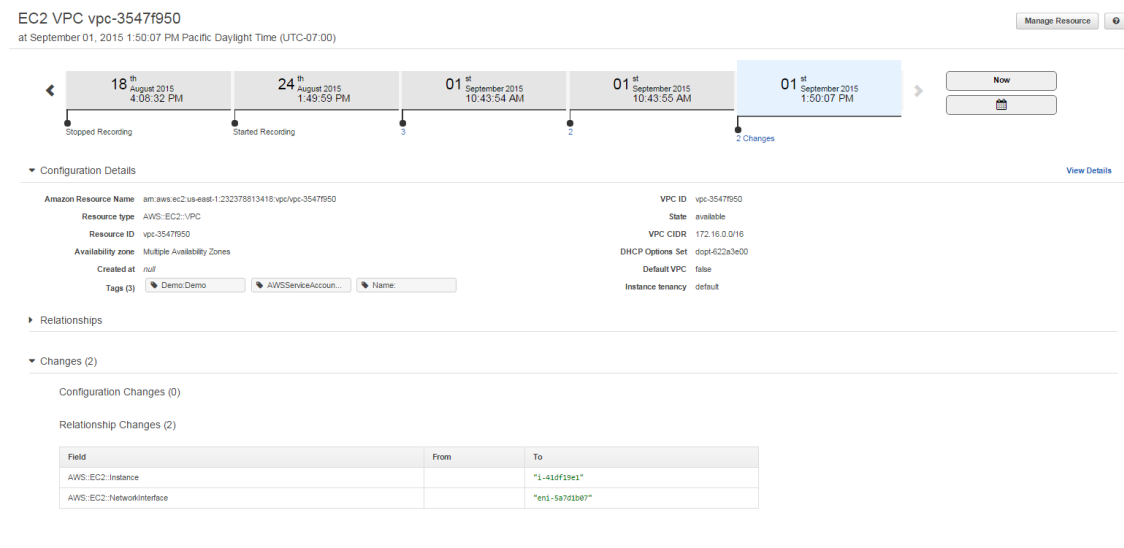 EC2 VPC vpc-3547f950
Manage Resource
at September 01, 2015 1:50:07 PM Pacific Daylight Time (UTC-07:00)
18 th August 2015 4:08:32 PM
24 th August 2015 1:49:59 PM
01 st September 2015 10:43:54 AM
01 st September 2015 10:43:55 AM
01 st September 2015 1:50:07 PM
Now
Stopped Recording
Started Recording
3
2
2 Changes
Configuration Details
View Details
Amazon Resource Name arn:aws:ec2:us-east-1:232378813418:vpc/vpc-3547f950
Resource type AWS::EC2::VPC
Resource ID vpc-3547f950
Availability zone Multiple Availability Zones
Created at null
Tags (3) Demo:Demo AWSServiceAccoun... Name:
VPC ID vpc-3547f950
State available
VPC CIDR 172.16.0.0/16
DHCP Options Set dopt-622a3e00
Default VPC false
Instance tenancy default
Relationships
Changes (2)
Configuration Changes (0)
Relationship Changes (2)
Field From To
AWS::EC2::Instance "i-41df19e1"
AWS::EC2::NetworkInterface "eni-5a7d1b07"